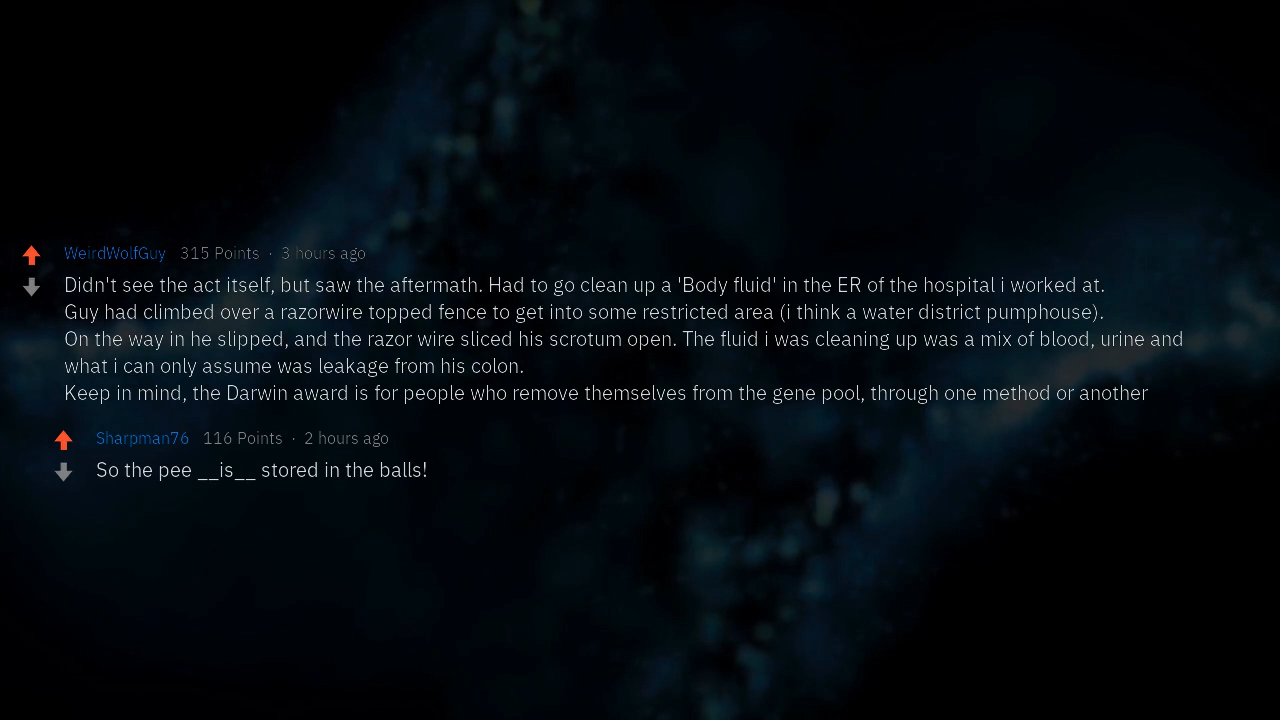 WeirdWolfGuy 315 Points · 3 hours ago
Didn't see the act itself, but saw the aftermath. Had to go clean up a 'Body fluid' in the ER of the hospital i worked at.
Guy had climbed over a razorwire topped fence to get into some restricted area (i think a water district pumphouse).
On the way in he slipped, and the razor wire sliced his scrotum open. The fluid i was cleaning up was a mix of blood, urine and
what i can only assume was leakage from his colon.
Keep in mind, the Darwin award is for people who remove themselves from the gene pool, through one method or another
Sharpman76 116 Points · 2 hours ago
So the pee __is__ stored in the balls!